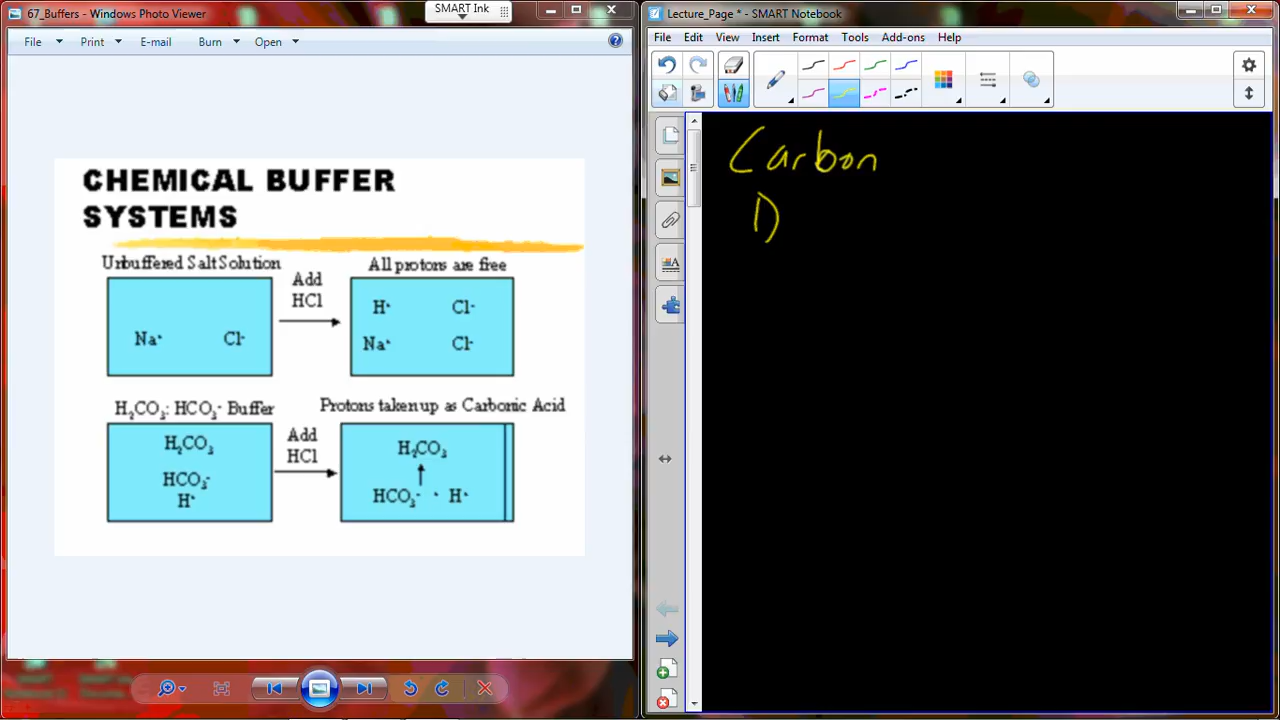 67_Buffers - Windows Photo Viewer
SMART Ink
File Print E-mail Burn Open
CHEMICAL BUFFER
SYSTEMS
Unbuffered Salt Solution
Add
HCl
All protons are free
Na⁺ Cl⁻
H⁺ Cl⁻
Na⁺ Cl⁻
H₂CO₃: HCO₃⁻ Buffer
Add
HCl
Protons taken up as Carbonic Acid
H₂CO₃
HCO₃⁻
H⁺
H₂CO₃
HCO₃⁻ + H⁺
Lecture_Page * - SMART Notebook
File Edit View Insert Format Tools Add-ons Help
Carbon
D